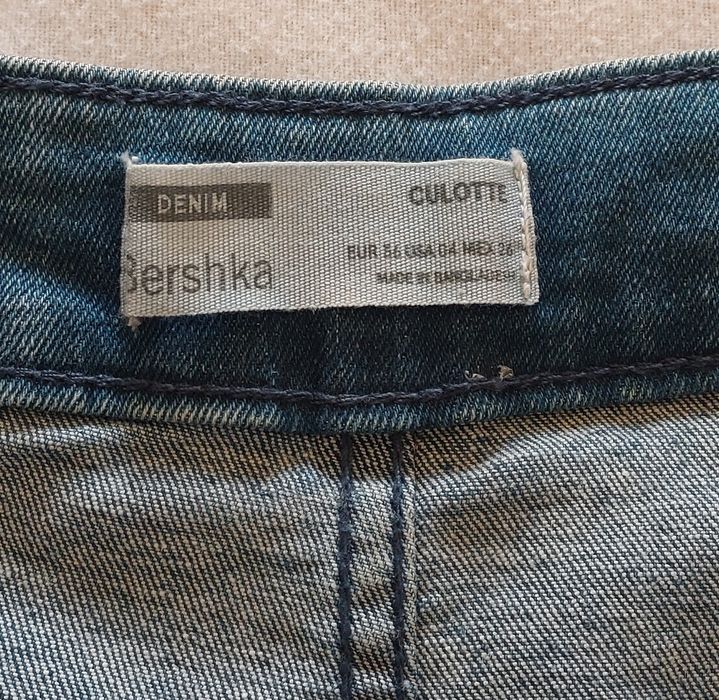 DENIM
CULOTTE
Bershka
EUR 36 USA 04 MEX 26
MADE IN BANGLADESH